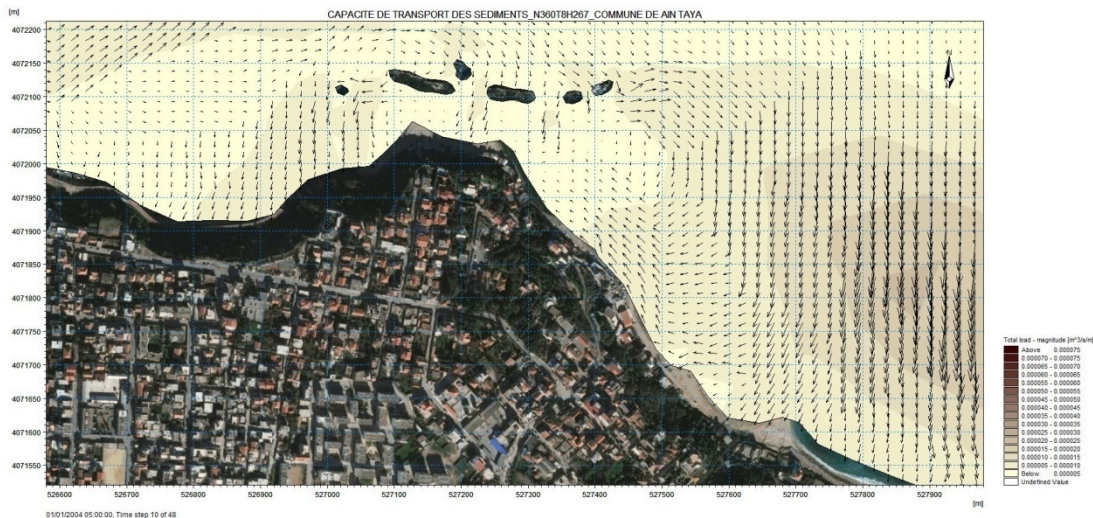 CAPACITE DE TRANSPORT DES SEDIMENTS_N360T8H267_COMMUNE DE AIN TAYA
[m]
4072200
4072150
4072100
4072050
4072000
4071950
4071900
4071850
4071800
4071750
4071700
4071650
4071600
4071550
N
526600 526700 526800 526900 527000 527100 527200 527300 527400 527500 527600 527700 527800 527900
[m]
Total load - magnitude [m^3/s/m]
Above 0.000075
0.000070 - 0.000075
0.000065 - 0.000070
0.000060 - 0.000065
0.000055 - 0.000060
0.000050 - 0.000055
0.000045 - 0.000050
0.000040 - 0.000045
0.000035 - 0.000040
0.000030 - 0.000035
0.000025 - 0.000030
0.000020 - 0.000025
0.000015 - 0.000020
0.000010 - 0.000015
0.000005 - 0.000010
Below 0.000005
Undefined Value
01/01/2004 05:00:00, Time step 10 of 48